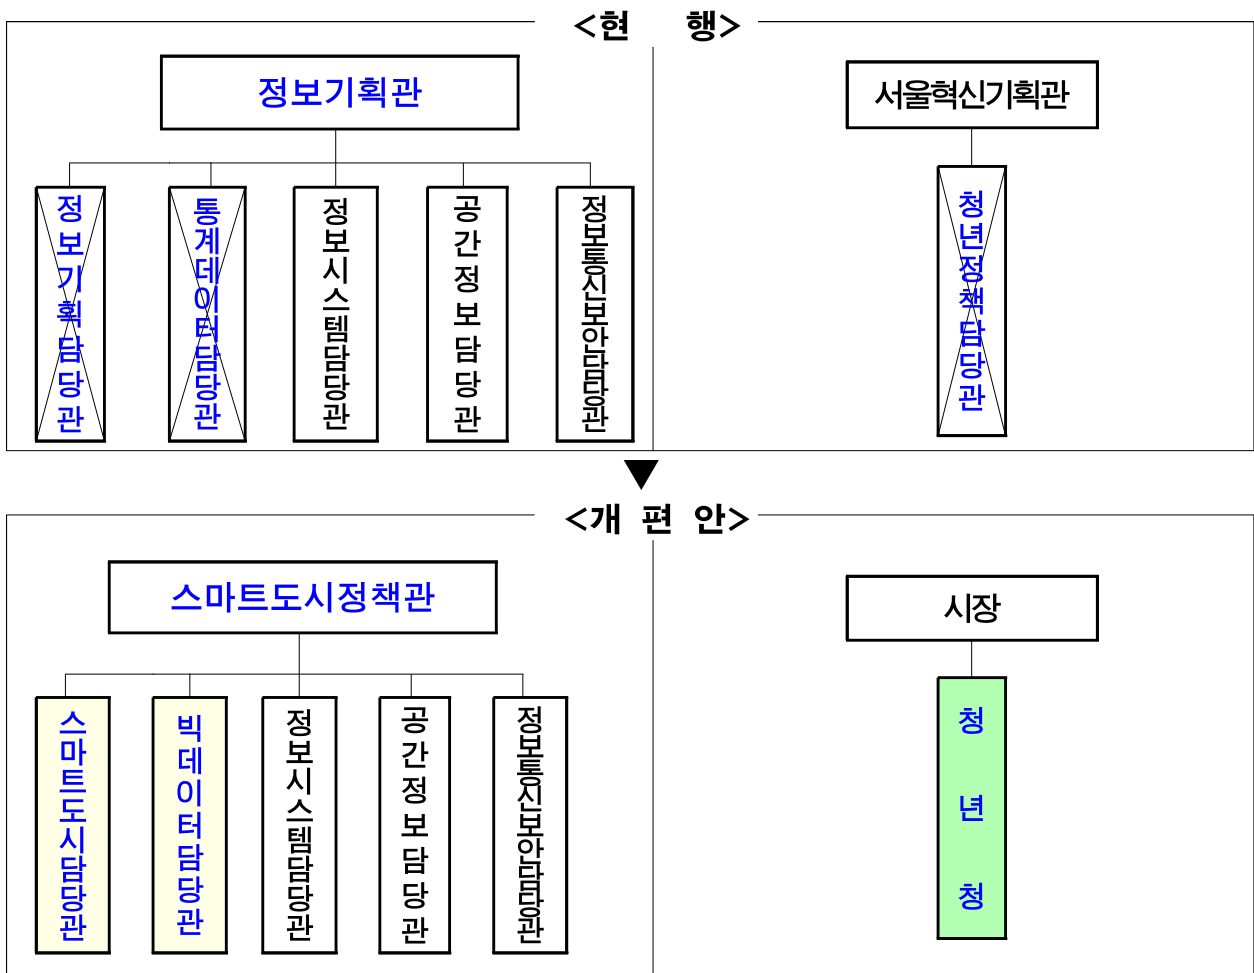 <현 행>
정보기획관
서울혁신기획관
정보기획담당관
통계데이터담당관
정보시스템담당관
공간정보담당관
정보통신보안담당관
청년정책담당관
<개 편 안>
스마트도시정책관
시장
스마트도시담당관
빅데이터담당관
정보시스템담당관
공간정보담당관
정보통신보안담당관
청년청